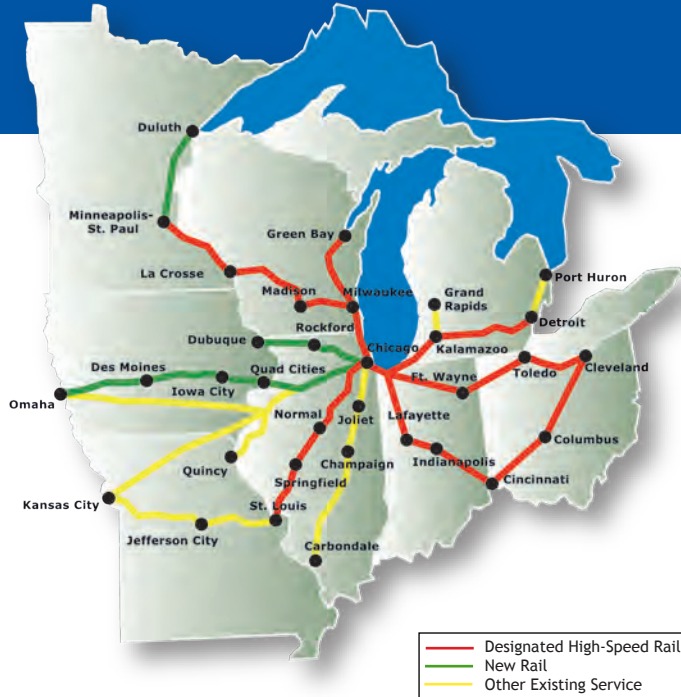 Duluth
Minneapolis-
St. Paul
Green Bay
La Crosse
Port Huron
Grand
Rapids
Madison
Milwaukee
Detroit
Rockford
Dubuque
Kalamazoo
Chicago
Des Moines
Quad Cities
Ft. Wayne
Toledo
Cleveland
Iowa City
Omaha
Normal
Joliet
Lafayette
Columbus
Quincy
Champaign
Indianapolis
Springfield
Cincinnati
Kansas City
St. Louis
Jefferson City
Carbondale
Designated High-Speed Rail
New Rail
Other Existing Service